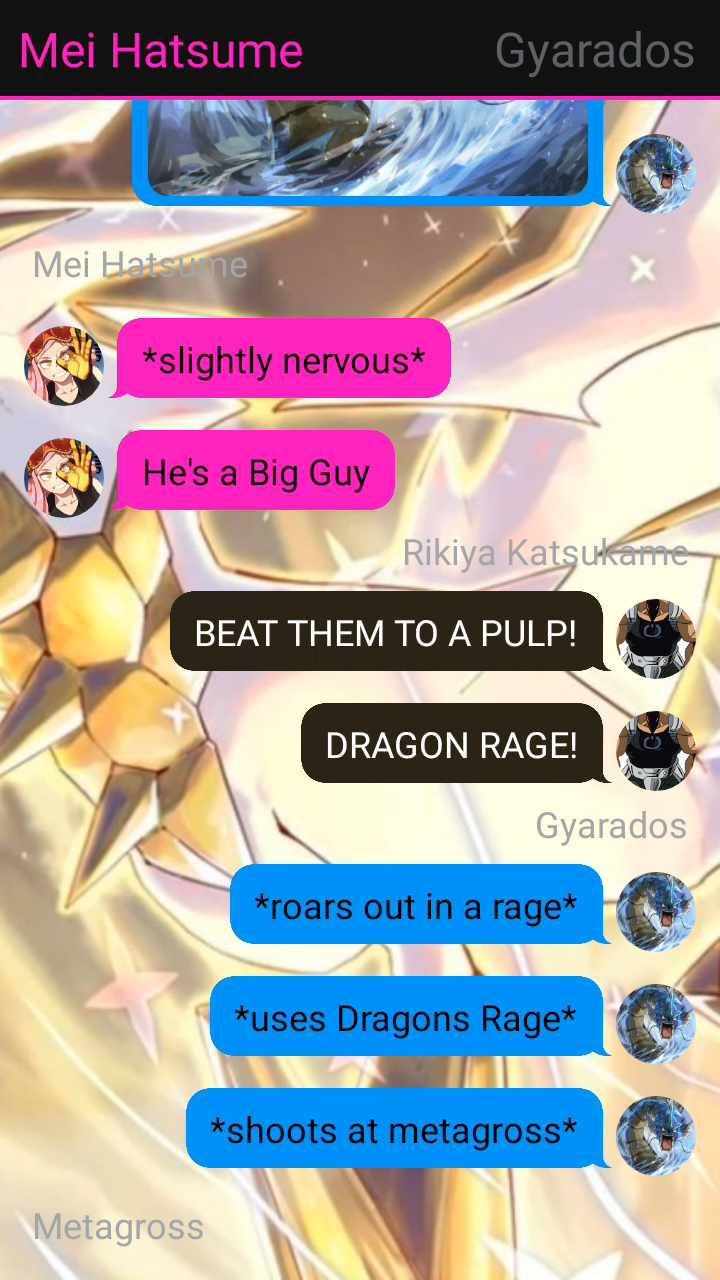 Mei Hatsume
Gyarados
Mei Hatsume
*slightly nervous*
He's a Big Guy
Rikiya Katsukame
BEAT THEM TO A PULP!
DRAGON RAGE!
Gyarados
*roars out in a rage*
*uses Dragons Rage*
*shoots at metagross*
Metagross